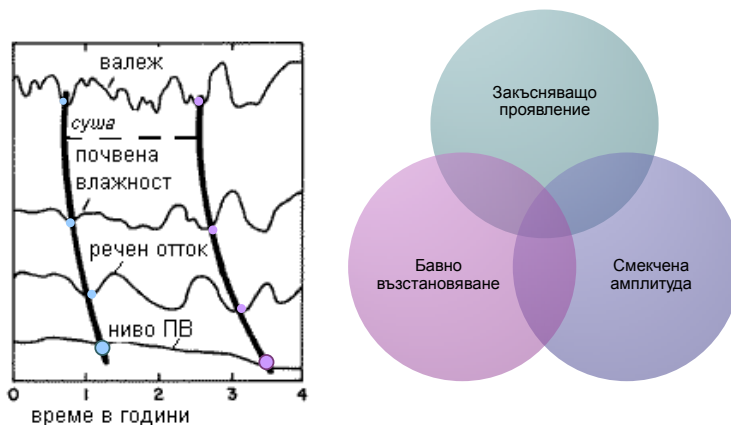 валеж
суша
почвена
влажност
речен отток
ниво ПВ
0 1 2 3 4
време в години
Закъсняващо
проявление
Бавно
възстановяване
Смекчена
амплитуда